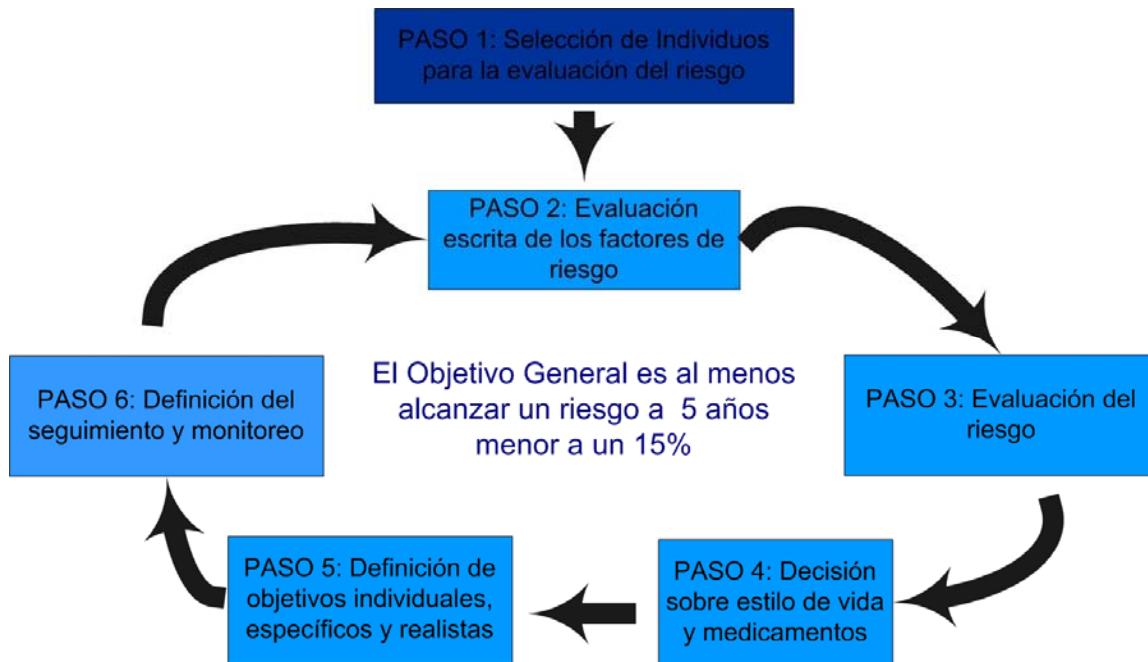 PASO 1: Selección de Individuos
para la evaluación del riesgo
PASO 2: Evaluación
escrita de los factores de
riesgo
PASO 3: Evaluación del
riesgo
PASO 4: Decisión
sobre estilo de vida
y medicamentos
PASO 5: Definición de
objetivos individuales,
específicos y realistas
PASO 6: Definición del
seguimiento y monitoreo
El Objetivo General es al menos
alcanzar un riesgo a 5 años
menor a un 15%